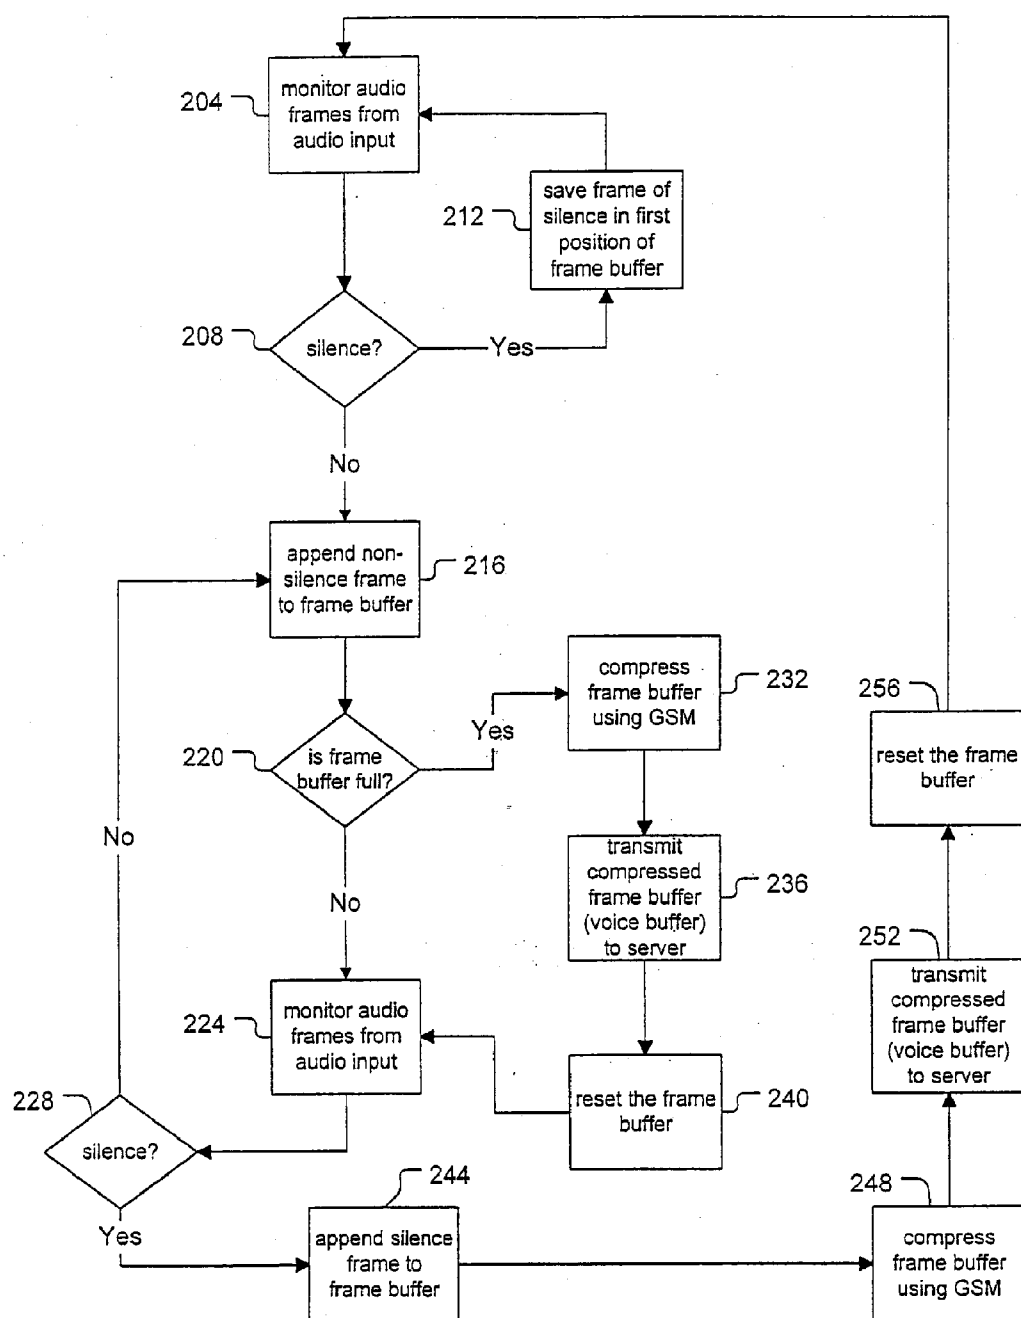 204
monitor audio
frames from
audio input
212
save frame of
silence in first
position of
frame buffer
208
silence?
Yes
No
append non-
silence frame
to frame buffer
216
220
is frame
buffer full?
Yes
No
compress
frame buffer
using GSM
232
transmit
compressed
frame buffer
(voice buffer)
to server
236
reset the frame
buffer
240
224
monitor audio
frames from
audio input
No
228
silence?
Yes
244
append silence
frame to
frame buffer
248
compress
frame buffer
using GSM
252
transmit
compressed
frame buffer
(voice buffer)
to server
256
reset the frame
buffer